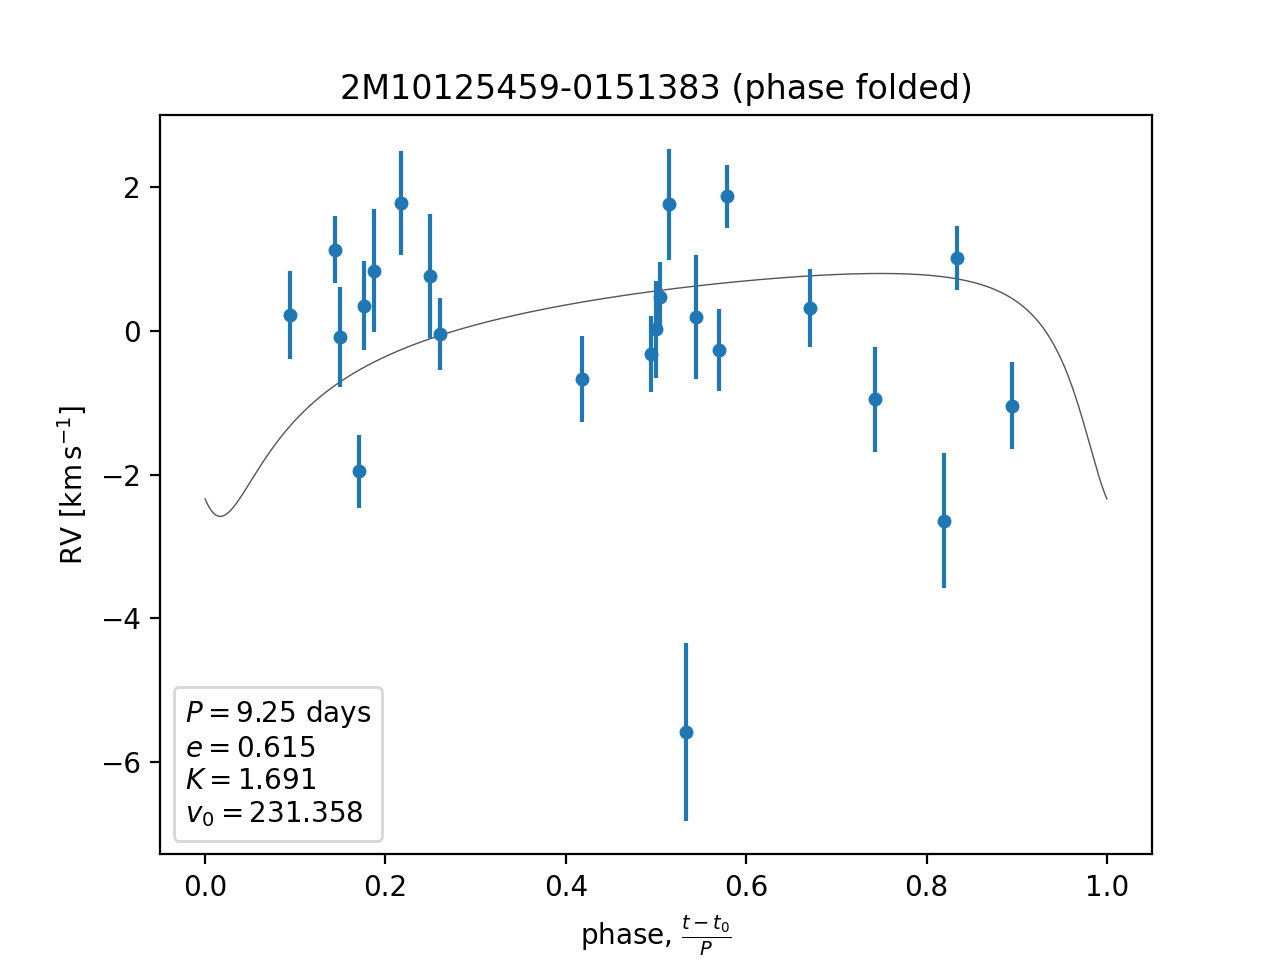 2M10125459-0151383 (phase folded)
2
0
−2
−4
−6
RV [km s⁻¹]
P = 9.25 days
e = 0.615
K = 1.691
v₀ = 231.358
0.0 0.2 0.4 0.6 0.8 1.0
phase, (t − t₀)/P